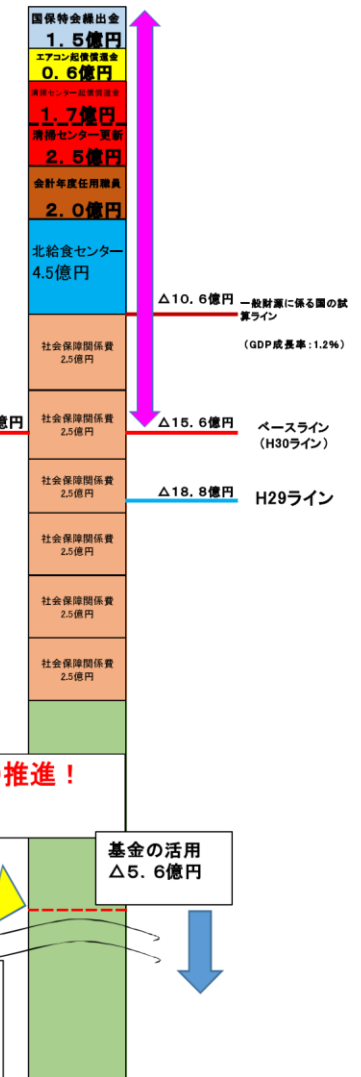 国保特会繰出金
1.5億円
エアコン起債償還金
0.6億円
清掃センター起債償還金
1.7億円
清掃センター更新
2.5億円
会計年度任用職員
2.0億円
北給食センター
4.5億円
△10.6億円
一般財源に係る国の試
算ライン
(GDP成長率:1.2%)
社会保障関係費
2.5億円
社会保障関係費
2.5億円
億円
△15.6億円
ベースライン
(H30ライン)
社会保障関係費
2.5億円
△18.8億円
H29ライン
社会保障関係費
2.5億円
社会保障関係費
2.5億円
社会保障関係費
2.5億円
推進!
基金の活用
△5.6億円